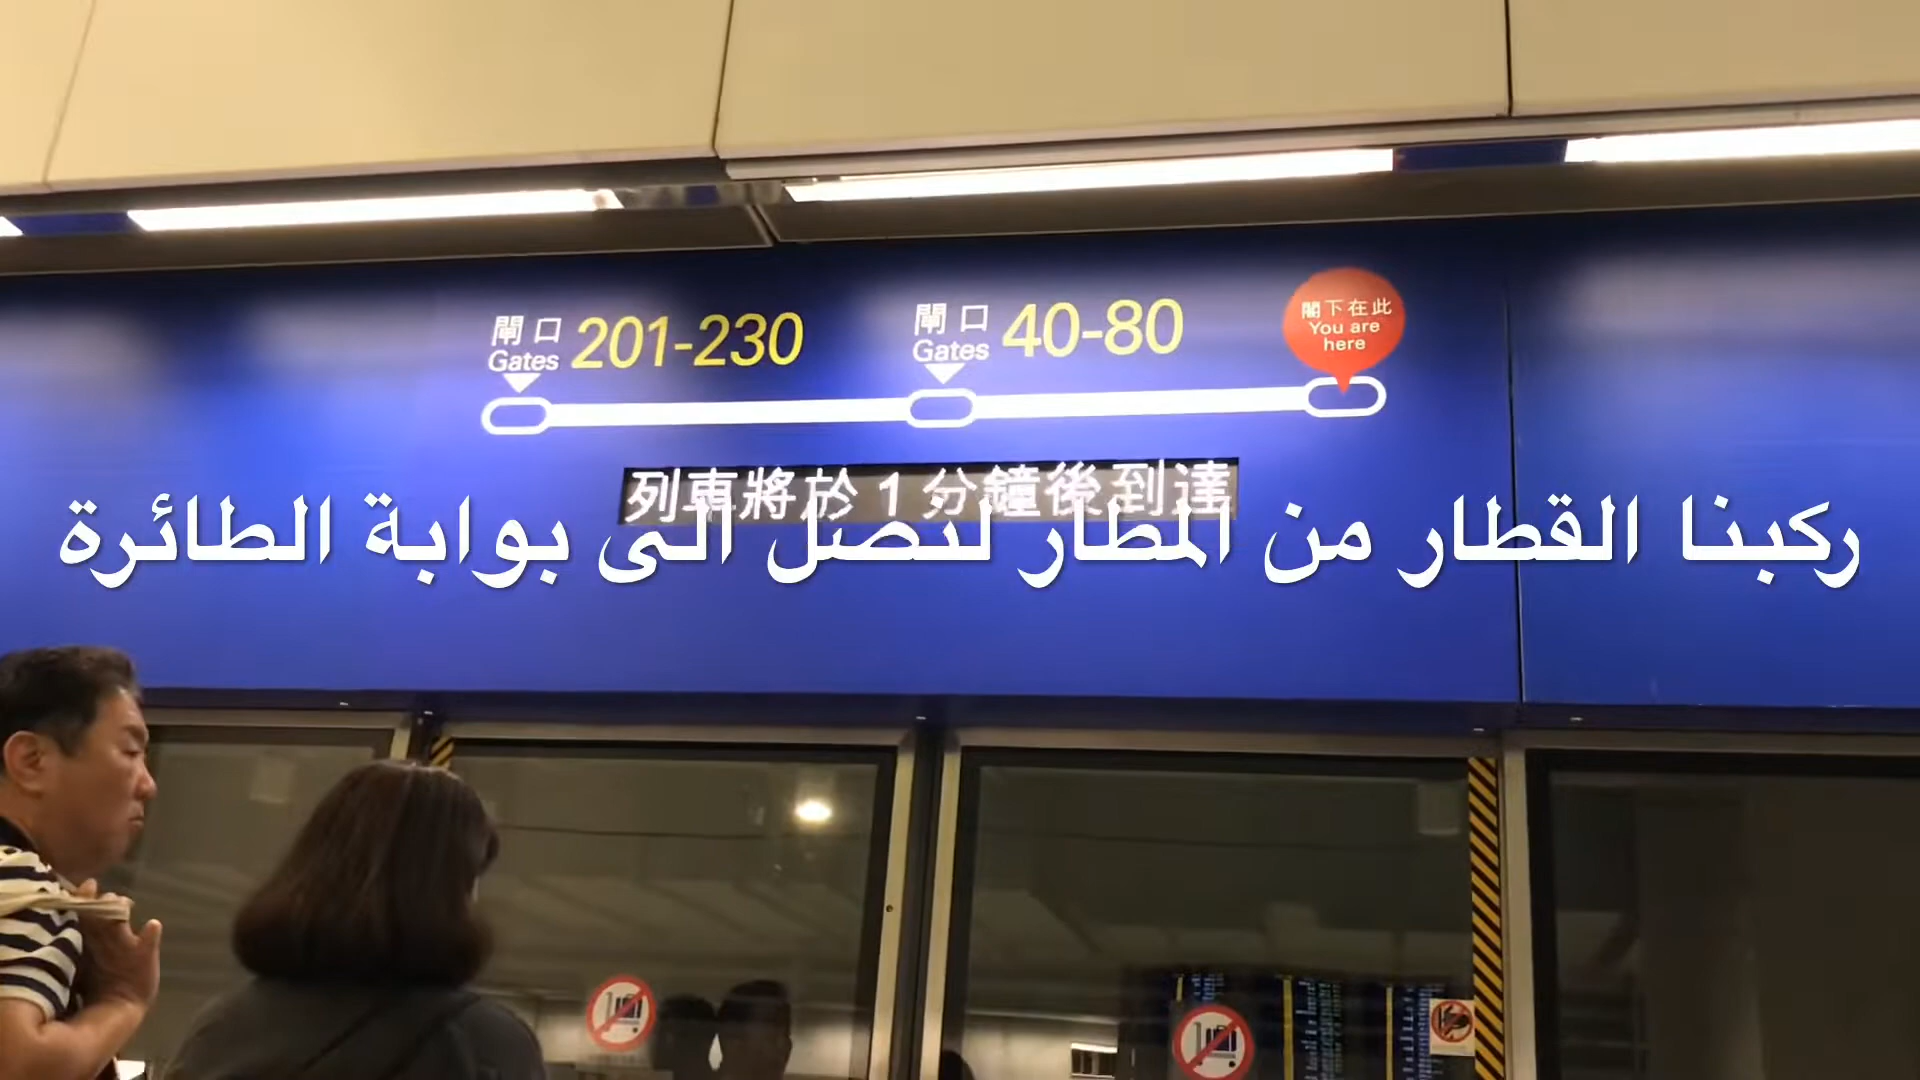 閘口 201-230
Gates
閘口 40-80
Gates
閣下在此
You are
here
列車將於 1 分鐘後到達
ركبنا القطار من المطار لنصل الى بوابة الطائرة